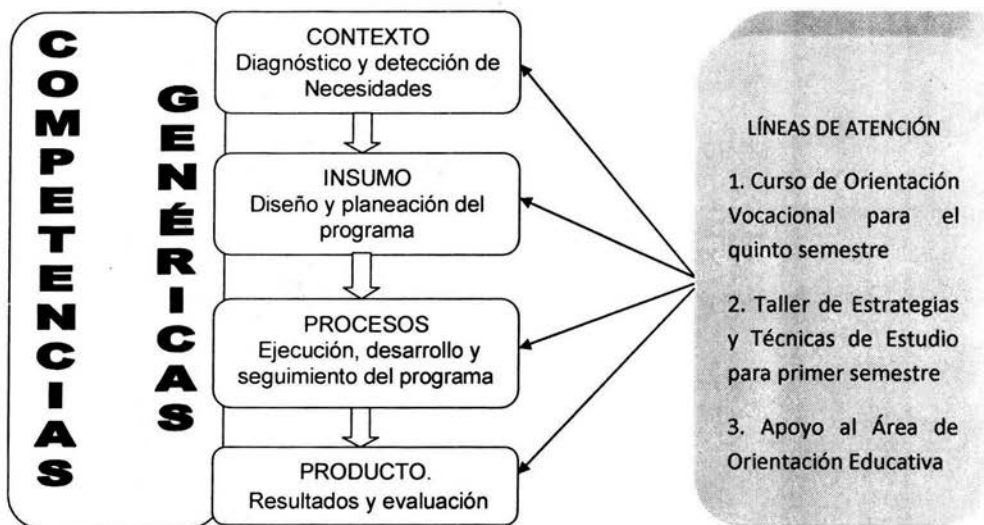 COMPETENCIAS
GENÉRICAS
CONTEXTO
Diagnóstico y detección de
Necesidades
INSUMO
Diseño y planeación del
programa
PROCESOS
Ejecución, desarrollo y
seguimiento del programa
PRODUCTO.
Resultados y evaluación
LÍNEAS DE ATENCIÓN
1. Curso de Orientación
Vocacional para el
quinto semestre
2. Taller de Estrategias
y Técnicas de Estudio
para primer semestre
3. Apoyo al Área de
Orientación Educativa